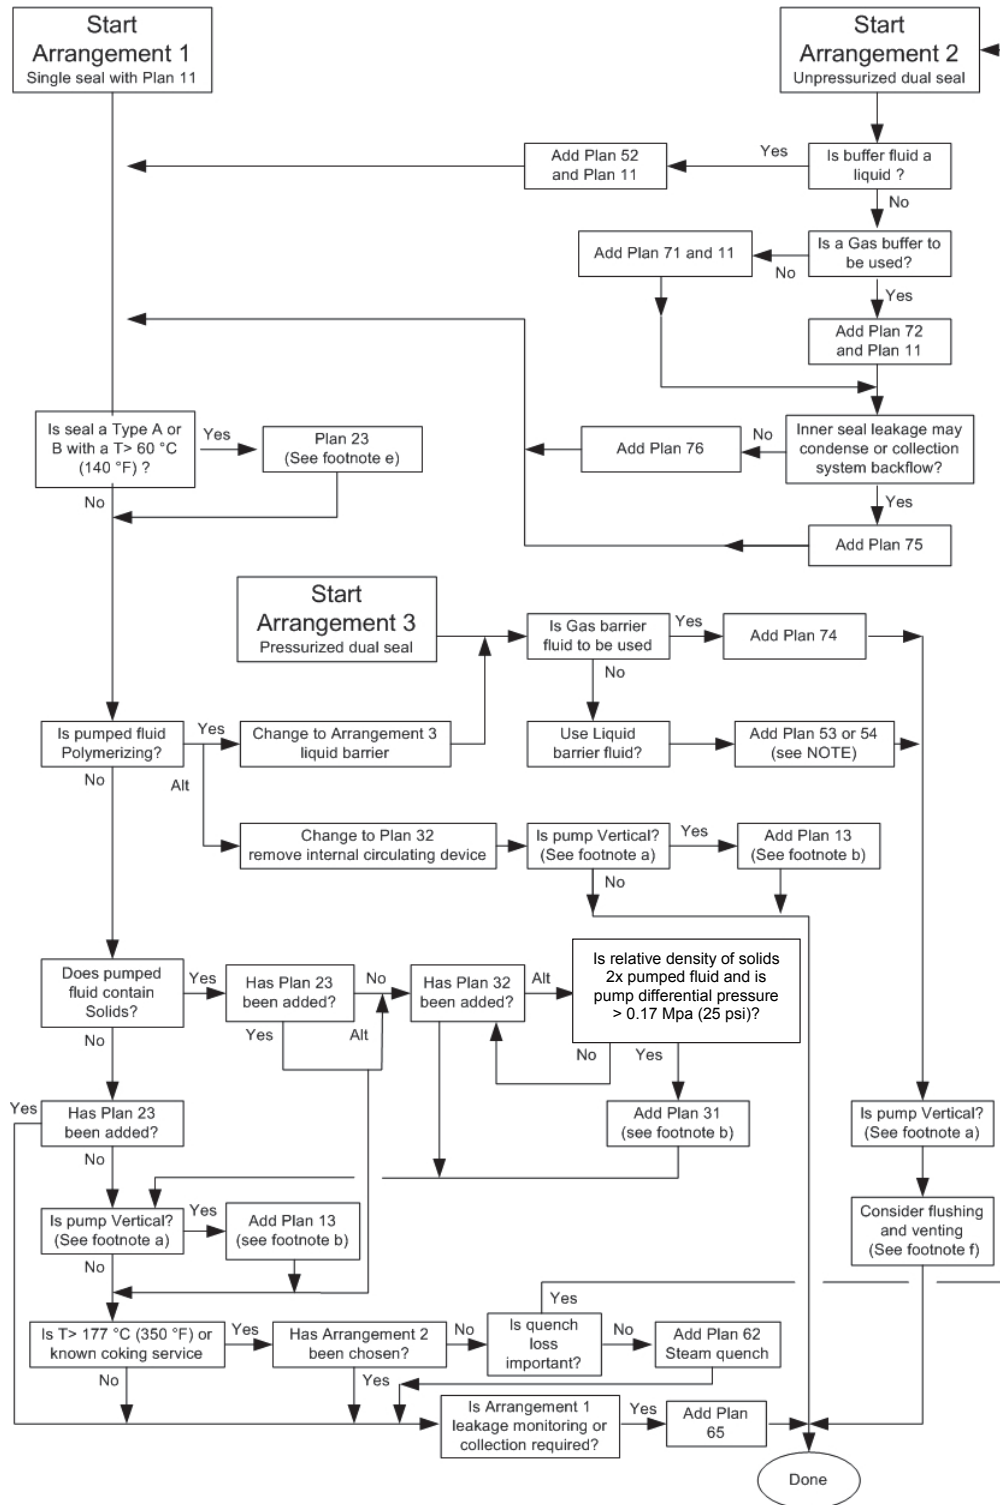 Start
Arrangement 1
Single seal with Plan 11
Start
Arrangement 2
Unpressurized dual seal
Add Plan 52
and Plan 11
Yes
Is buffer fluid a
liquid ?
No
Add Plan 71 and 11
No
Is a Gas buffer to
be used?
Yes
Add Plan 72
and Plan 11
Is seal a Type A or
B with a T> 60 °C
(140 °F) ?
Yes
Plan 23
(See footnote e)
No
Add Plan 76
No
Inner seal leakage may
condense or collection
system backflow?
Yes
Add Plan 75
Start
Arrangement 3
Pressurized dual seal
Is Gas barrier
fluid to be used
Yes
Add Plan 74
No
Is pumped fluid
Polymerizing?
Yes
Change to Arrangement 3
liquid barrier
Use Liquid
barrier fluid?
Add Plan 53 or 54
(see NOTE)
No
Alt
Change to Plan 32
remove internal circulating device
Is pump Vertical?
(See footnote a)
Yes
Add Plan 13
(See footnote b)
No
Does pumped
fluid contain
Solids?
Yes
Has Plan 23
been added?
No
Has Plan 32
been added?
Alt
Is relative density of solids
2x pumped fluid and is
pump differential pressure
> 0.17 Mpa (25 psi)?
No
Yes
Alt
No
Yes
Yes
Has Plan 23
been added?
Add Plan 31
(see footnote b)
Is pump Vertical?
(See footnote a)
No
Is pump Vertical?
(See footnote a)
Yes
Add Plan 13
(see footnote b)
Consider flushing
and venting
(See footnote f)
No
Yes
Is T> 177 °C (350 °F) or
known coking service
Yes
Has Arrangement 2
been chosen?
No
Is quench
loss
important?
No
Add Plan 62
Steam quench
No
Yes
Is Arrangement 1
leakage monitoring or
collection required?
Yes
Add Plan
65
Done